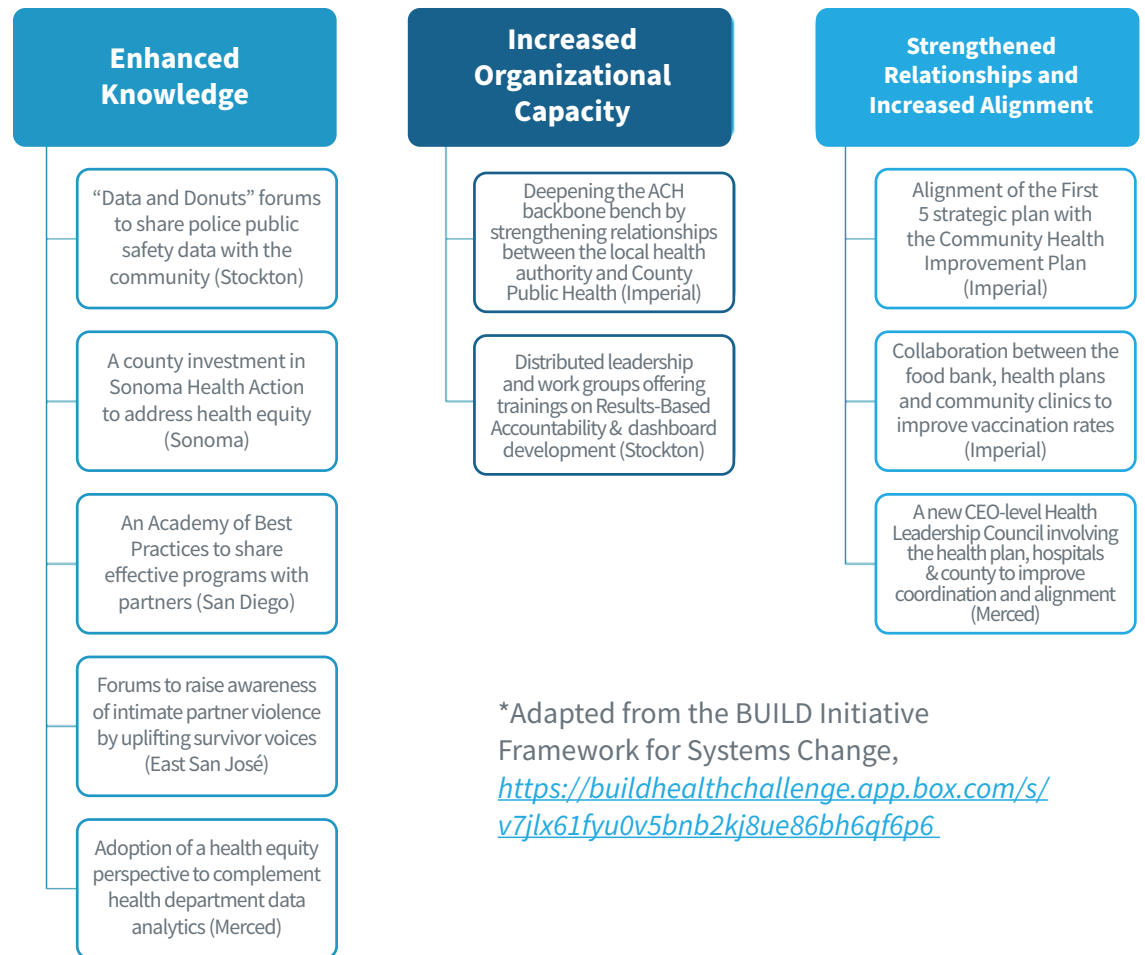 Enhanced
Knowledge
“Data and Donuts” forums
to share police public
safety data with the
community (Stockton)
A county investment in
Sonoma Health Action
to address health equity
(Sonoma)
An Academy of Best
Practices to share
effective programs with
partners (San Diego)
Forums to raise awareness
of intimate partner violence
by uplifting survivor voices
(East San José)
Adoption of a health equity
perspective to complement
health department data
analytics (Merced)
Increased
Organizational
Capacity
Deepening the ACH
backbone bench by
strengthening relationships
between the local health
authority and County
Public Health (Imperial)
Distributed leadership
and work groups offering
trainings on Results-Based
Accountability & dashboard
development (Stockton)
Strengthened
Relationships and
Increased Alignment
Alignment of the First
5 strategic plan with
the Community Health
Improvement Plan
(Imperial)
Collaboration between the
food bank, health plans
and community clinics to
improve vaccination rates
(Imperial)
A new CEO-level Health
Leadership Council involving
the health plan, hospitals
& county to improve
coordination and alignment
(Merced)
*Adapted from the BUILD Initiative
Framework for Systems Change,
https://buildhealthchallenge.app.box.com/s/
v7jlx61fyu0v5bnb2kj8ue86bh6qf6p6